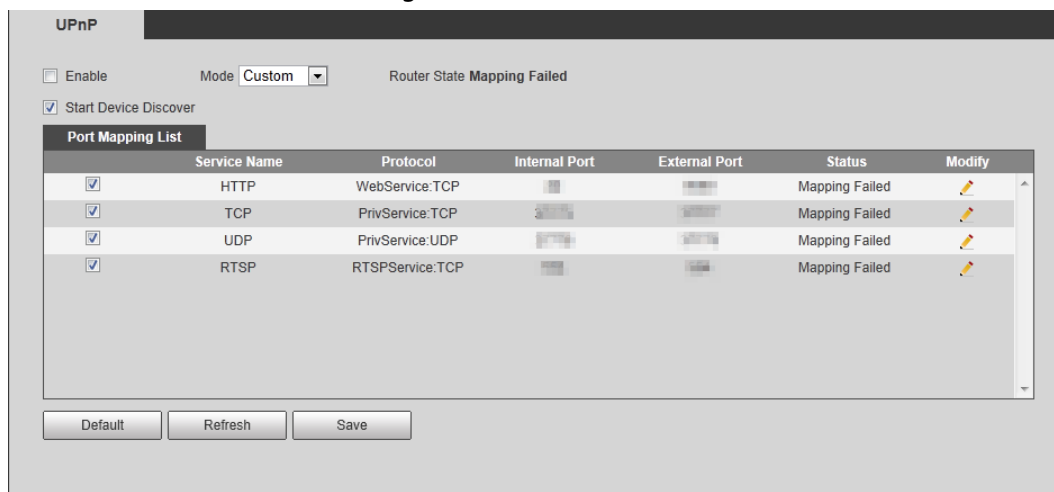 UPnP
Enable Mode Custom Router State Mapping Failed
Start Device Discover
Port Mapping List
Service Name Protocol Internal Port External Port Status Modify
HTTP WebService:TCP Mapping Failed
TCP PrivService:TCP Mapping Failed
UDP PrivService:UDP Mapping Failed
RTSP RTSPService:TCP Mapping Failed
Default Refresh Save